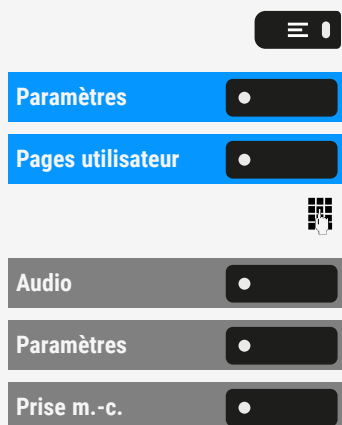 Paramètres
Pages utilisateur
Audio
Paramètres
Prise m.-c.